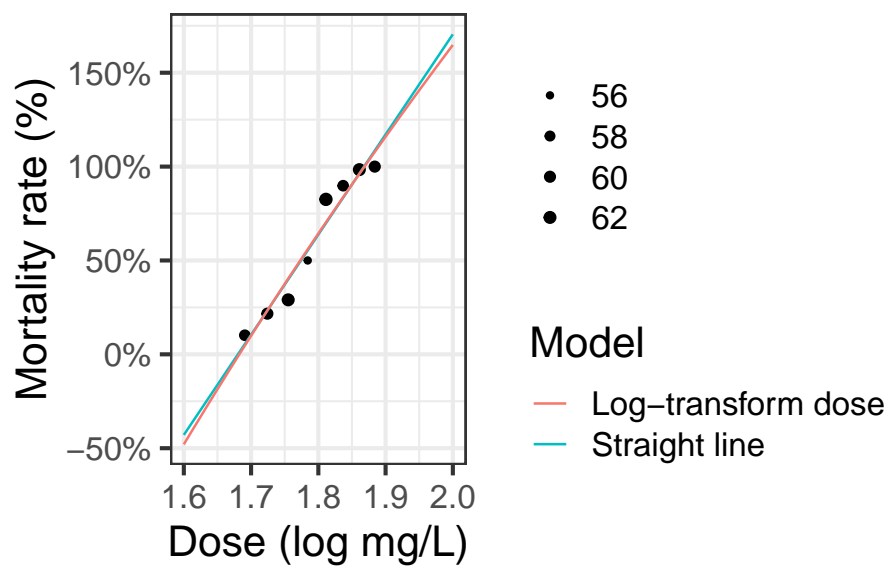 150%
100%
50%
0%
−50%
Mortality rate (%)
1.6 1.7 1.8 1.9 2.0
Dose (log mg/L)
56
58
60
62
Model
Log−transform dose
Straight line